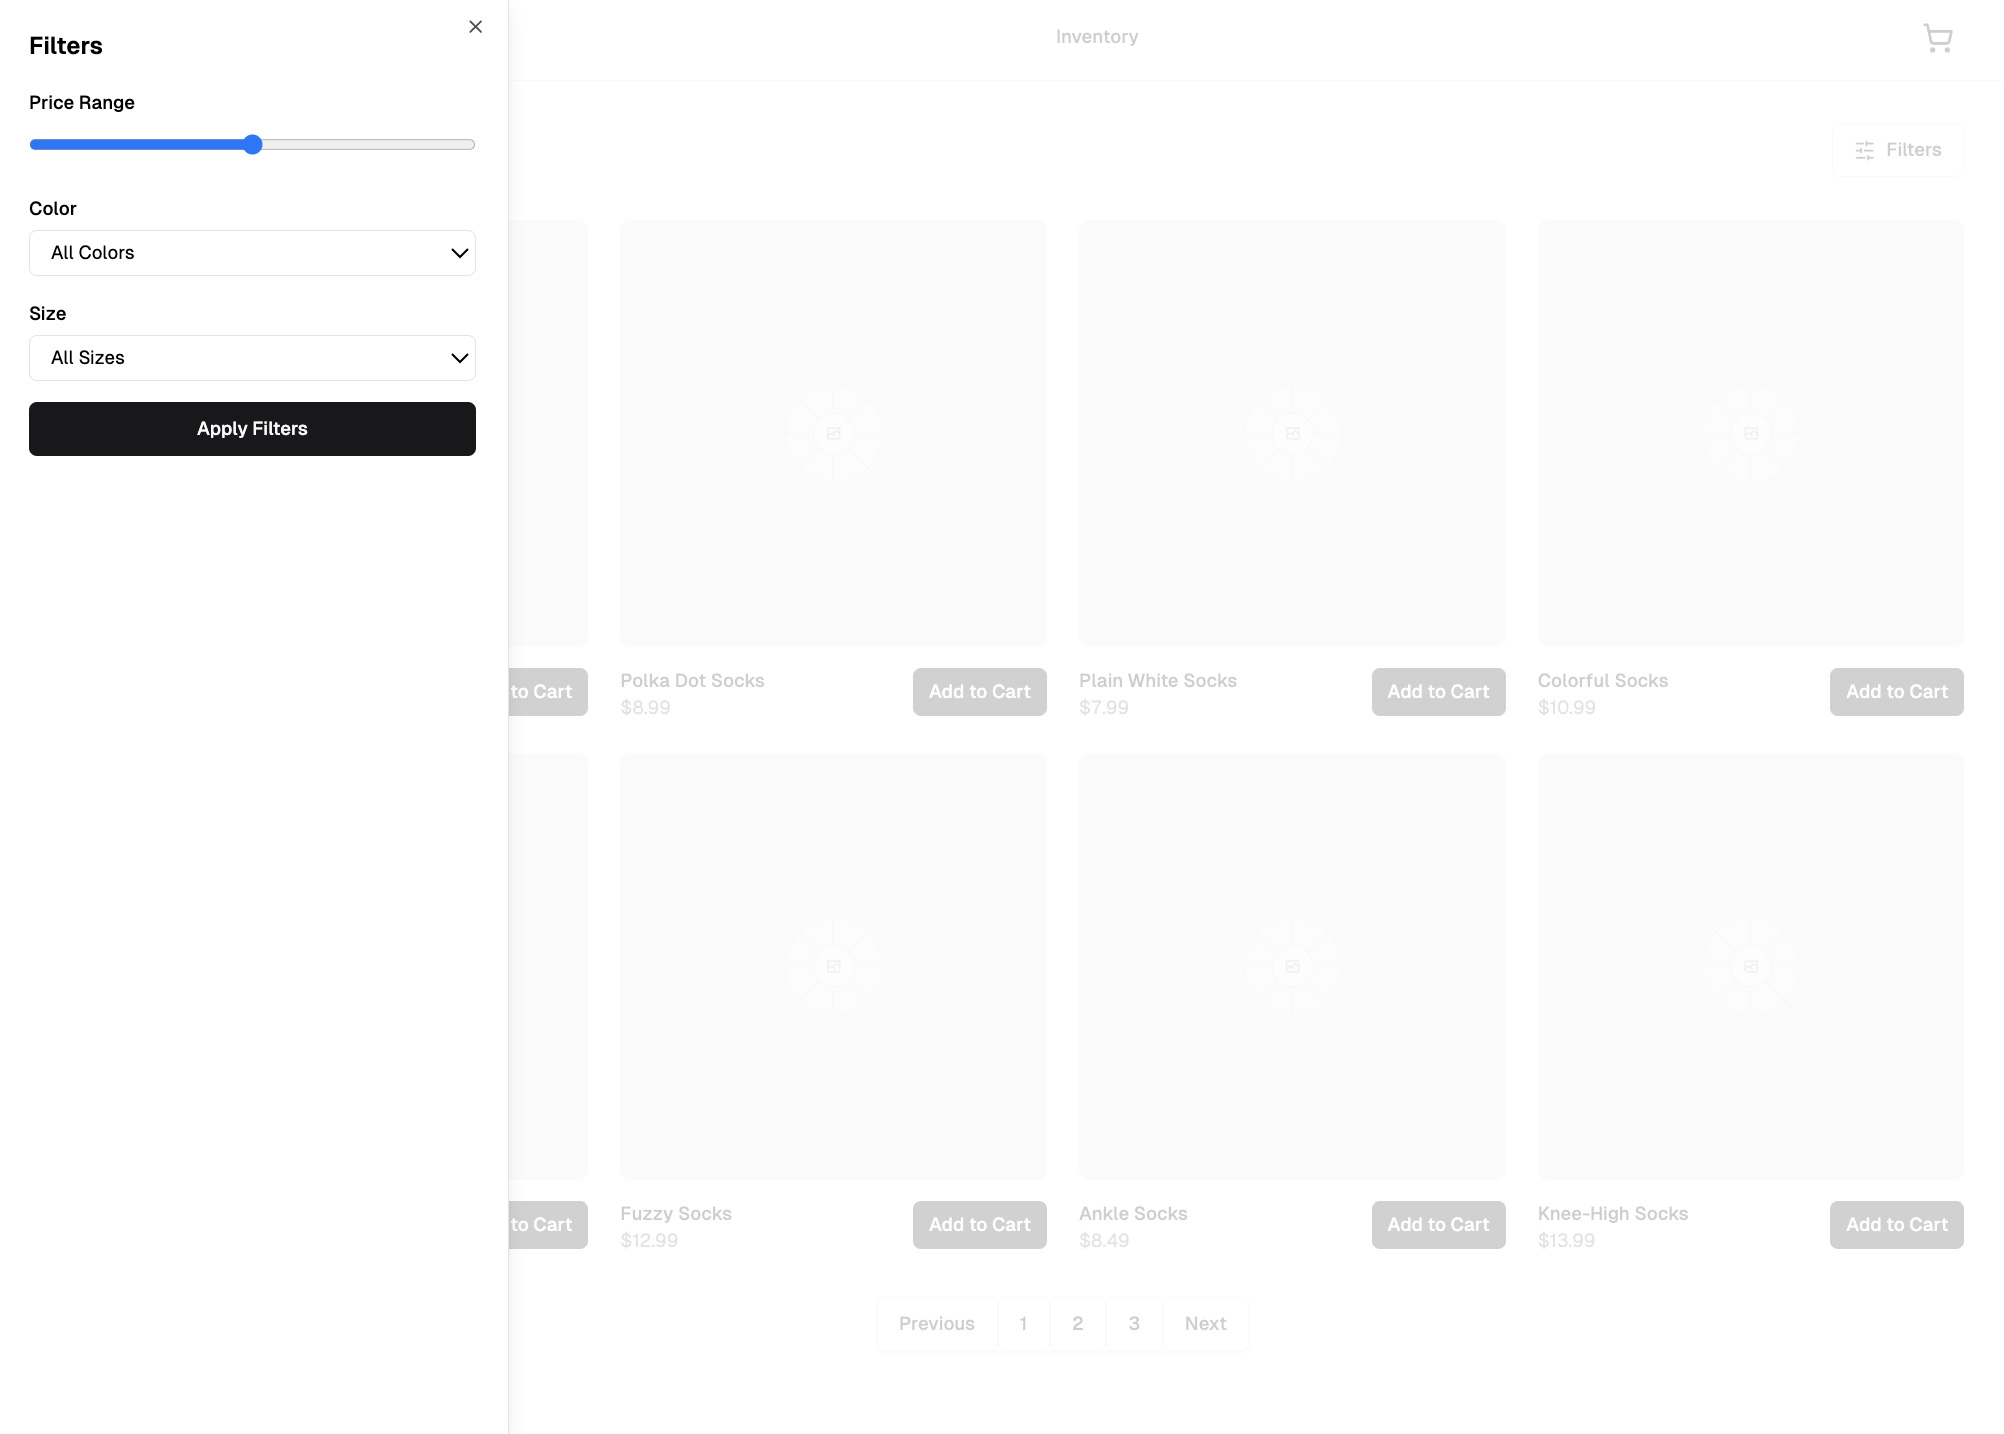 Filters
Price Range
Color
All Colors
Size
All Sizes
Apply Filters
Inventory
Filters
to Cart
Polka Dot Socks
$8.99
Add to Cart
Plain White Socks
$7.99
Add to Cart
Colorful Socks
$10.99
Add to Cart
to Cart
Fuzzy Socks
$12.99
Add to Cart
Ankle Socks
$8.49
Add to Cart
Knee-High Socks
$13.99
Add to Cart
Previous 1 2 3 Next